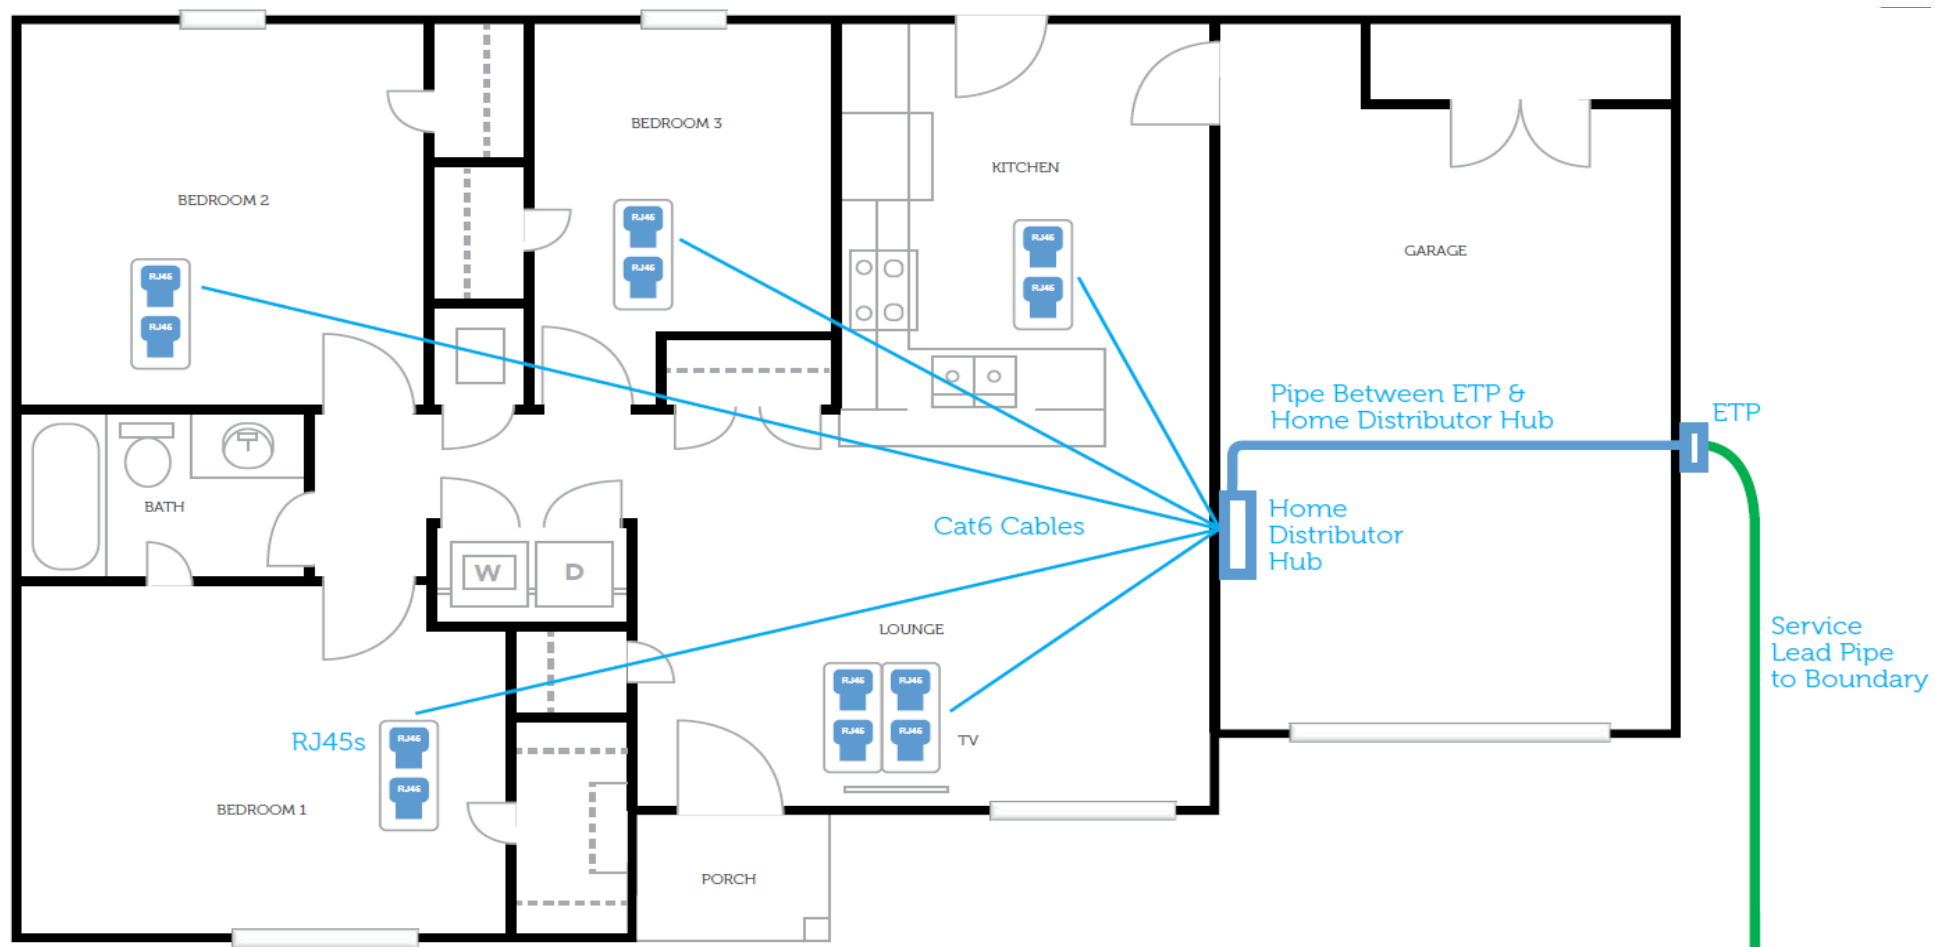 BEDROOM 2
BEDROOM 3
KITCHEN
GARAGE
RJ45
RJ45
RJ45
RJ45
RJ45
RJ45
Pipe Between ETP &
Home Distributor Hub
ETP
BATH
W
D
Cat6 Cables
Home
Distributor
Hub
LOUNGE
Service
Lead Pipe
to Boundary
RJ45
RJ45
RJ45
RJ45
TV
RJ45s
RJ45
RJ45
BEDROOM 1
PORCH